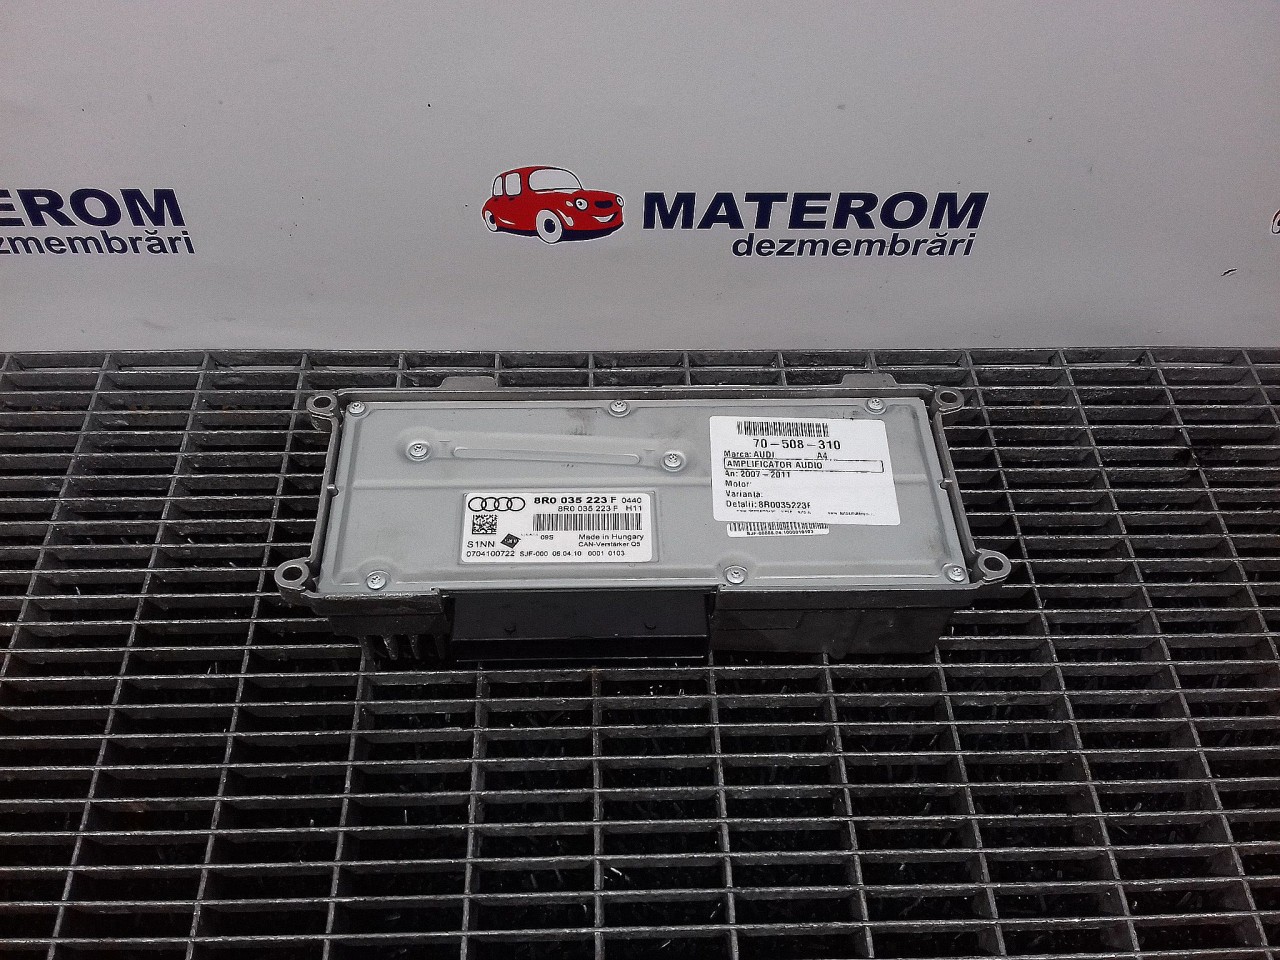 EROM
zmembrări
MATEROM
dezmembrări
8R0 035 223 F 0440
8R0 035 223 F H11
09S
Made in Hungary
S1NN
CAN-Verstärker Q5
0704100722 SJF-000 06.04.10 0001 0103
70-508-310
Marca: AUDI A4,
AMPLIFICATOR AUDIO
An: 2007-2011
Motor:
Varianta:
Detalii: 8R0035223F